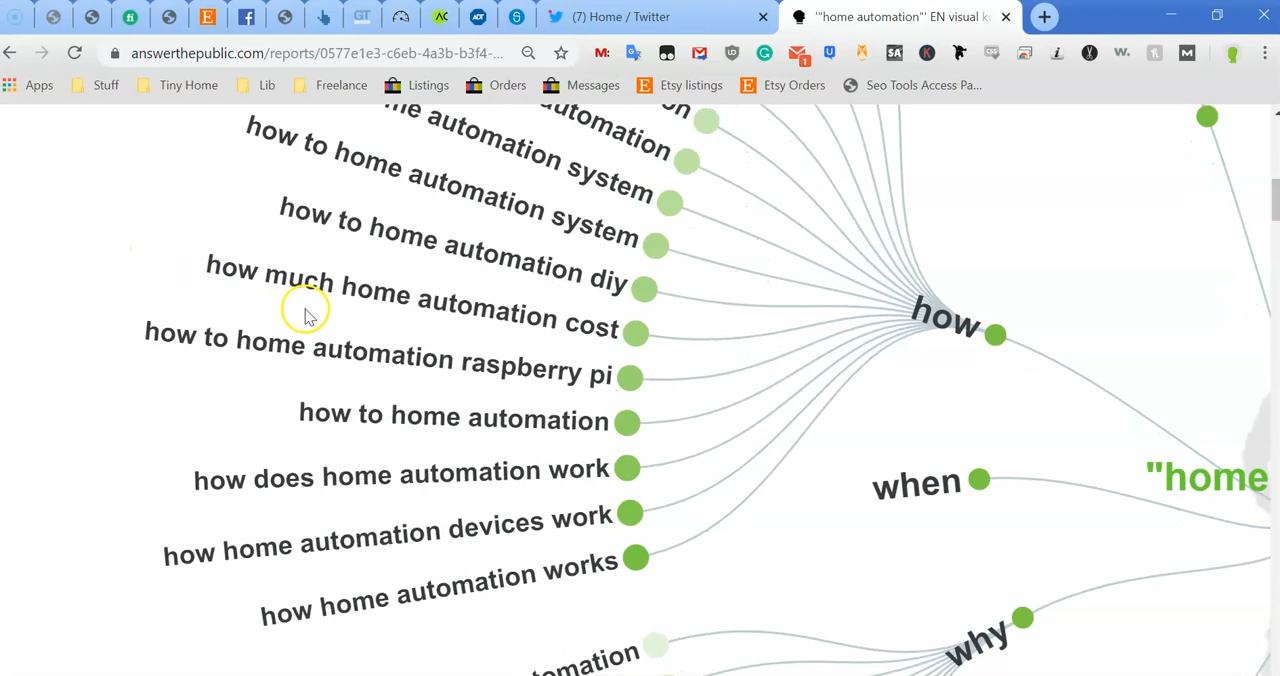 (7) Home / Twitter
"home automation"' EN visual k
answerthepublic.com/reports/0577e1e3-c6eb-4a3b-b3f4-...
Apps
Stuff
Tiny Home
Lib
Freelance
Listings
Orders
Messages
Etsy listings
Etsy Orders
Seo Tools Access Pa...
on
automation
me automation system
how to home automation system
how to home automation diy
how much home automation cost
how to home automation raspberry pi
how to home automation
how does home automation work
how home automation devices work
how home automation works
how
when
"home
why
tomation